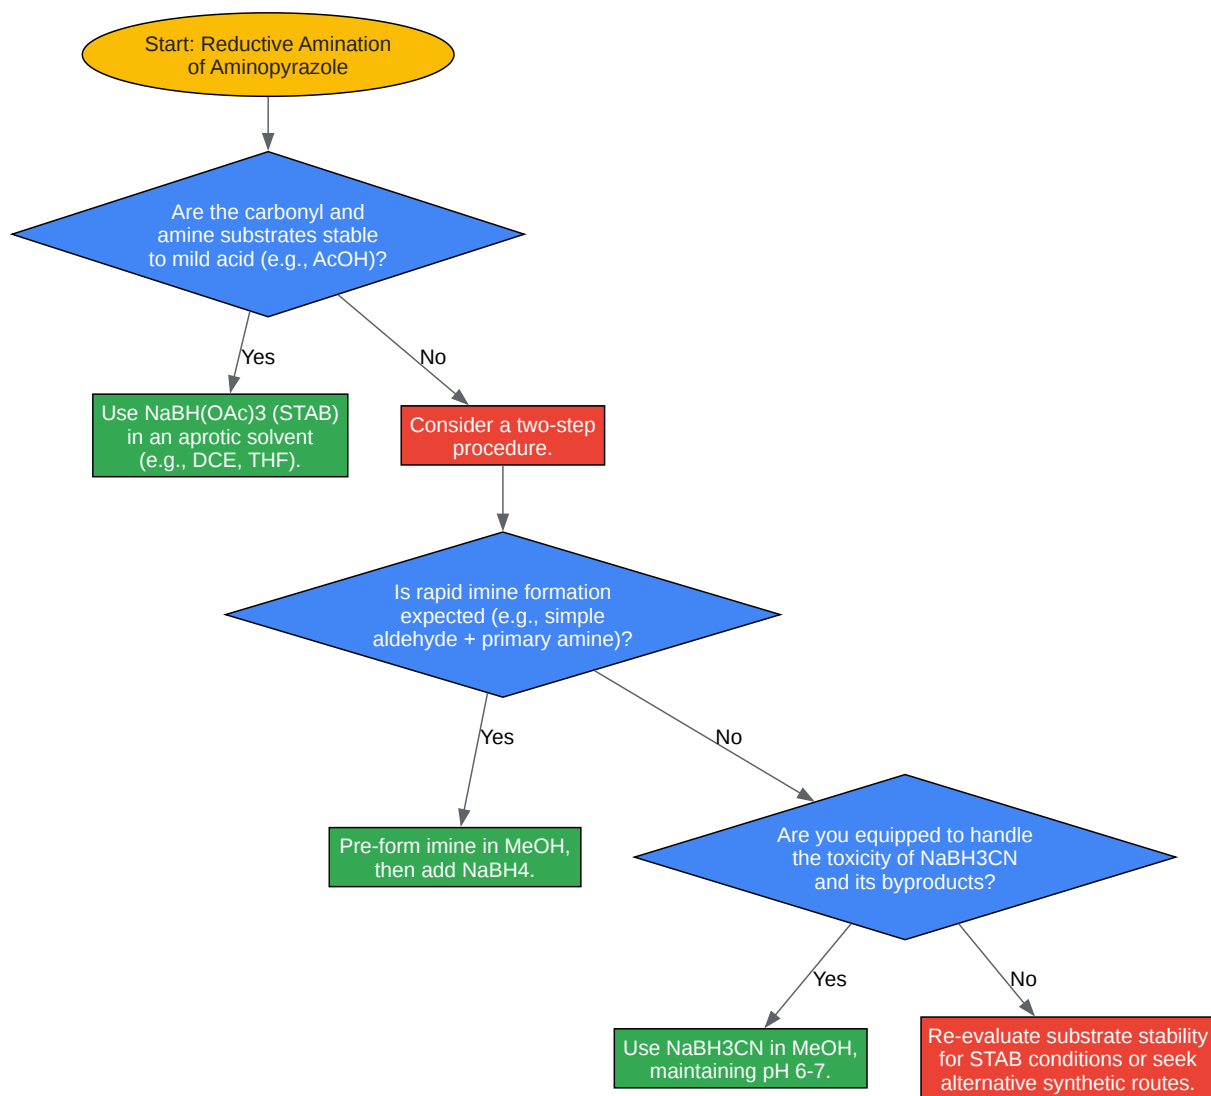 Start: Reductive Amination
of Aminopyrazole
Are the carbonyl and
amine substrates stable
to mild acid (e.g., AcOH)?
Yes
No
Use NaBH(OAc)3 (STAB)
in an aprotic solvent
(e.g., DCE, THF).
Consider a two-step
procedure.
Is rapid imine formation
expected (e.g., simple
aldehyde + primary amine)?
Yes
No
Pre-form imine in MeOH,
then add NaBH4.
Are you equipped to handle
the toxicity of NaBH3CN
and its byproducts?
Yes
No
Use NaBH3CN in MeOH,
maintaining pH 6-7.
Re-evaluate substrate stability
for STAB conditions or seek
alternative synthetic routes.